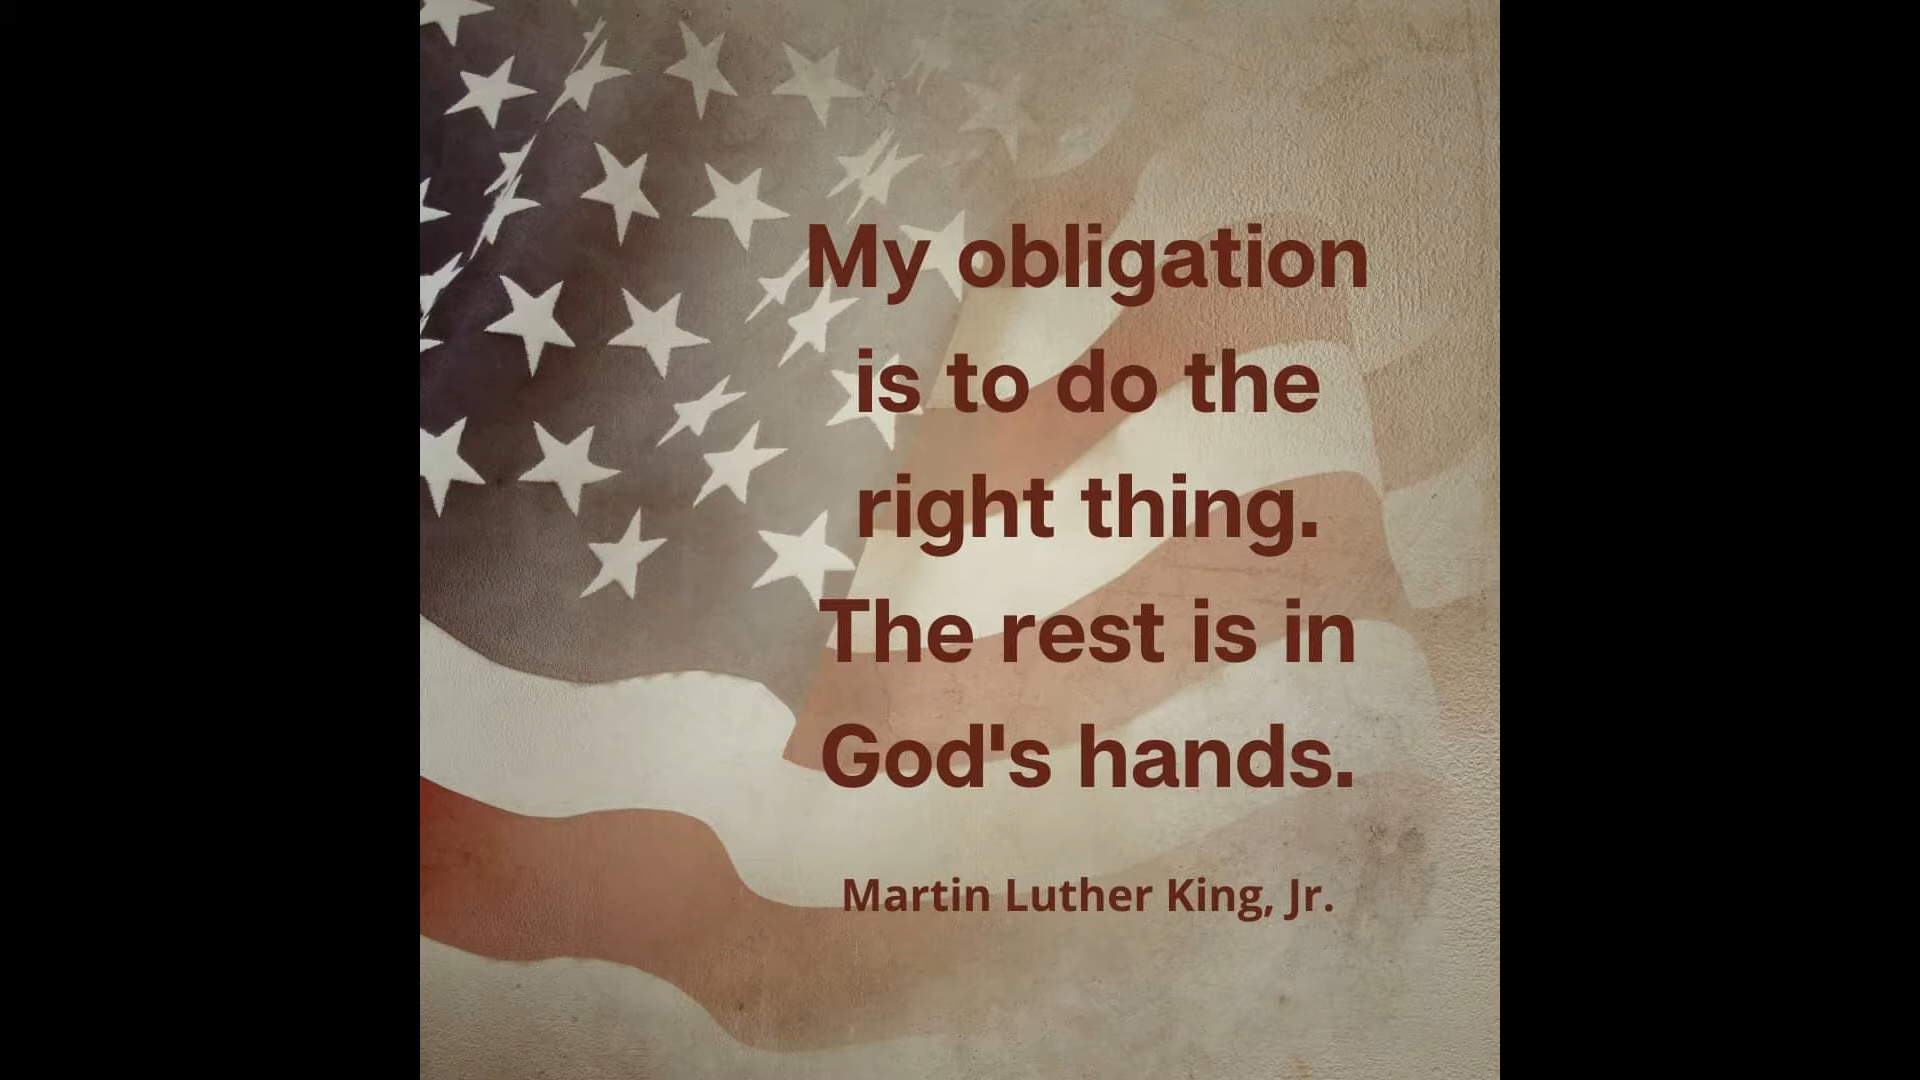 My obligation
is to do the
right thing.
The rest is in
God's hands.
Martin Luther King, Jr.